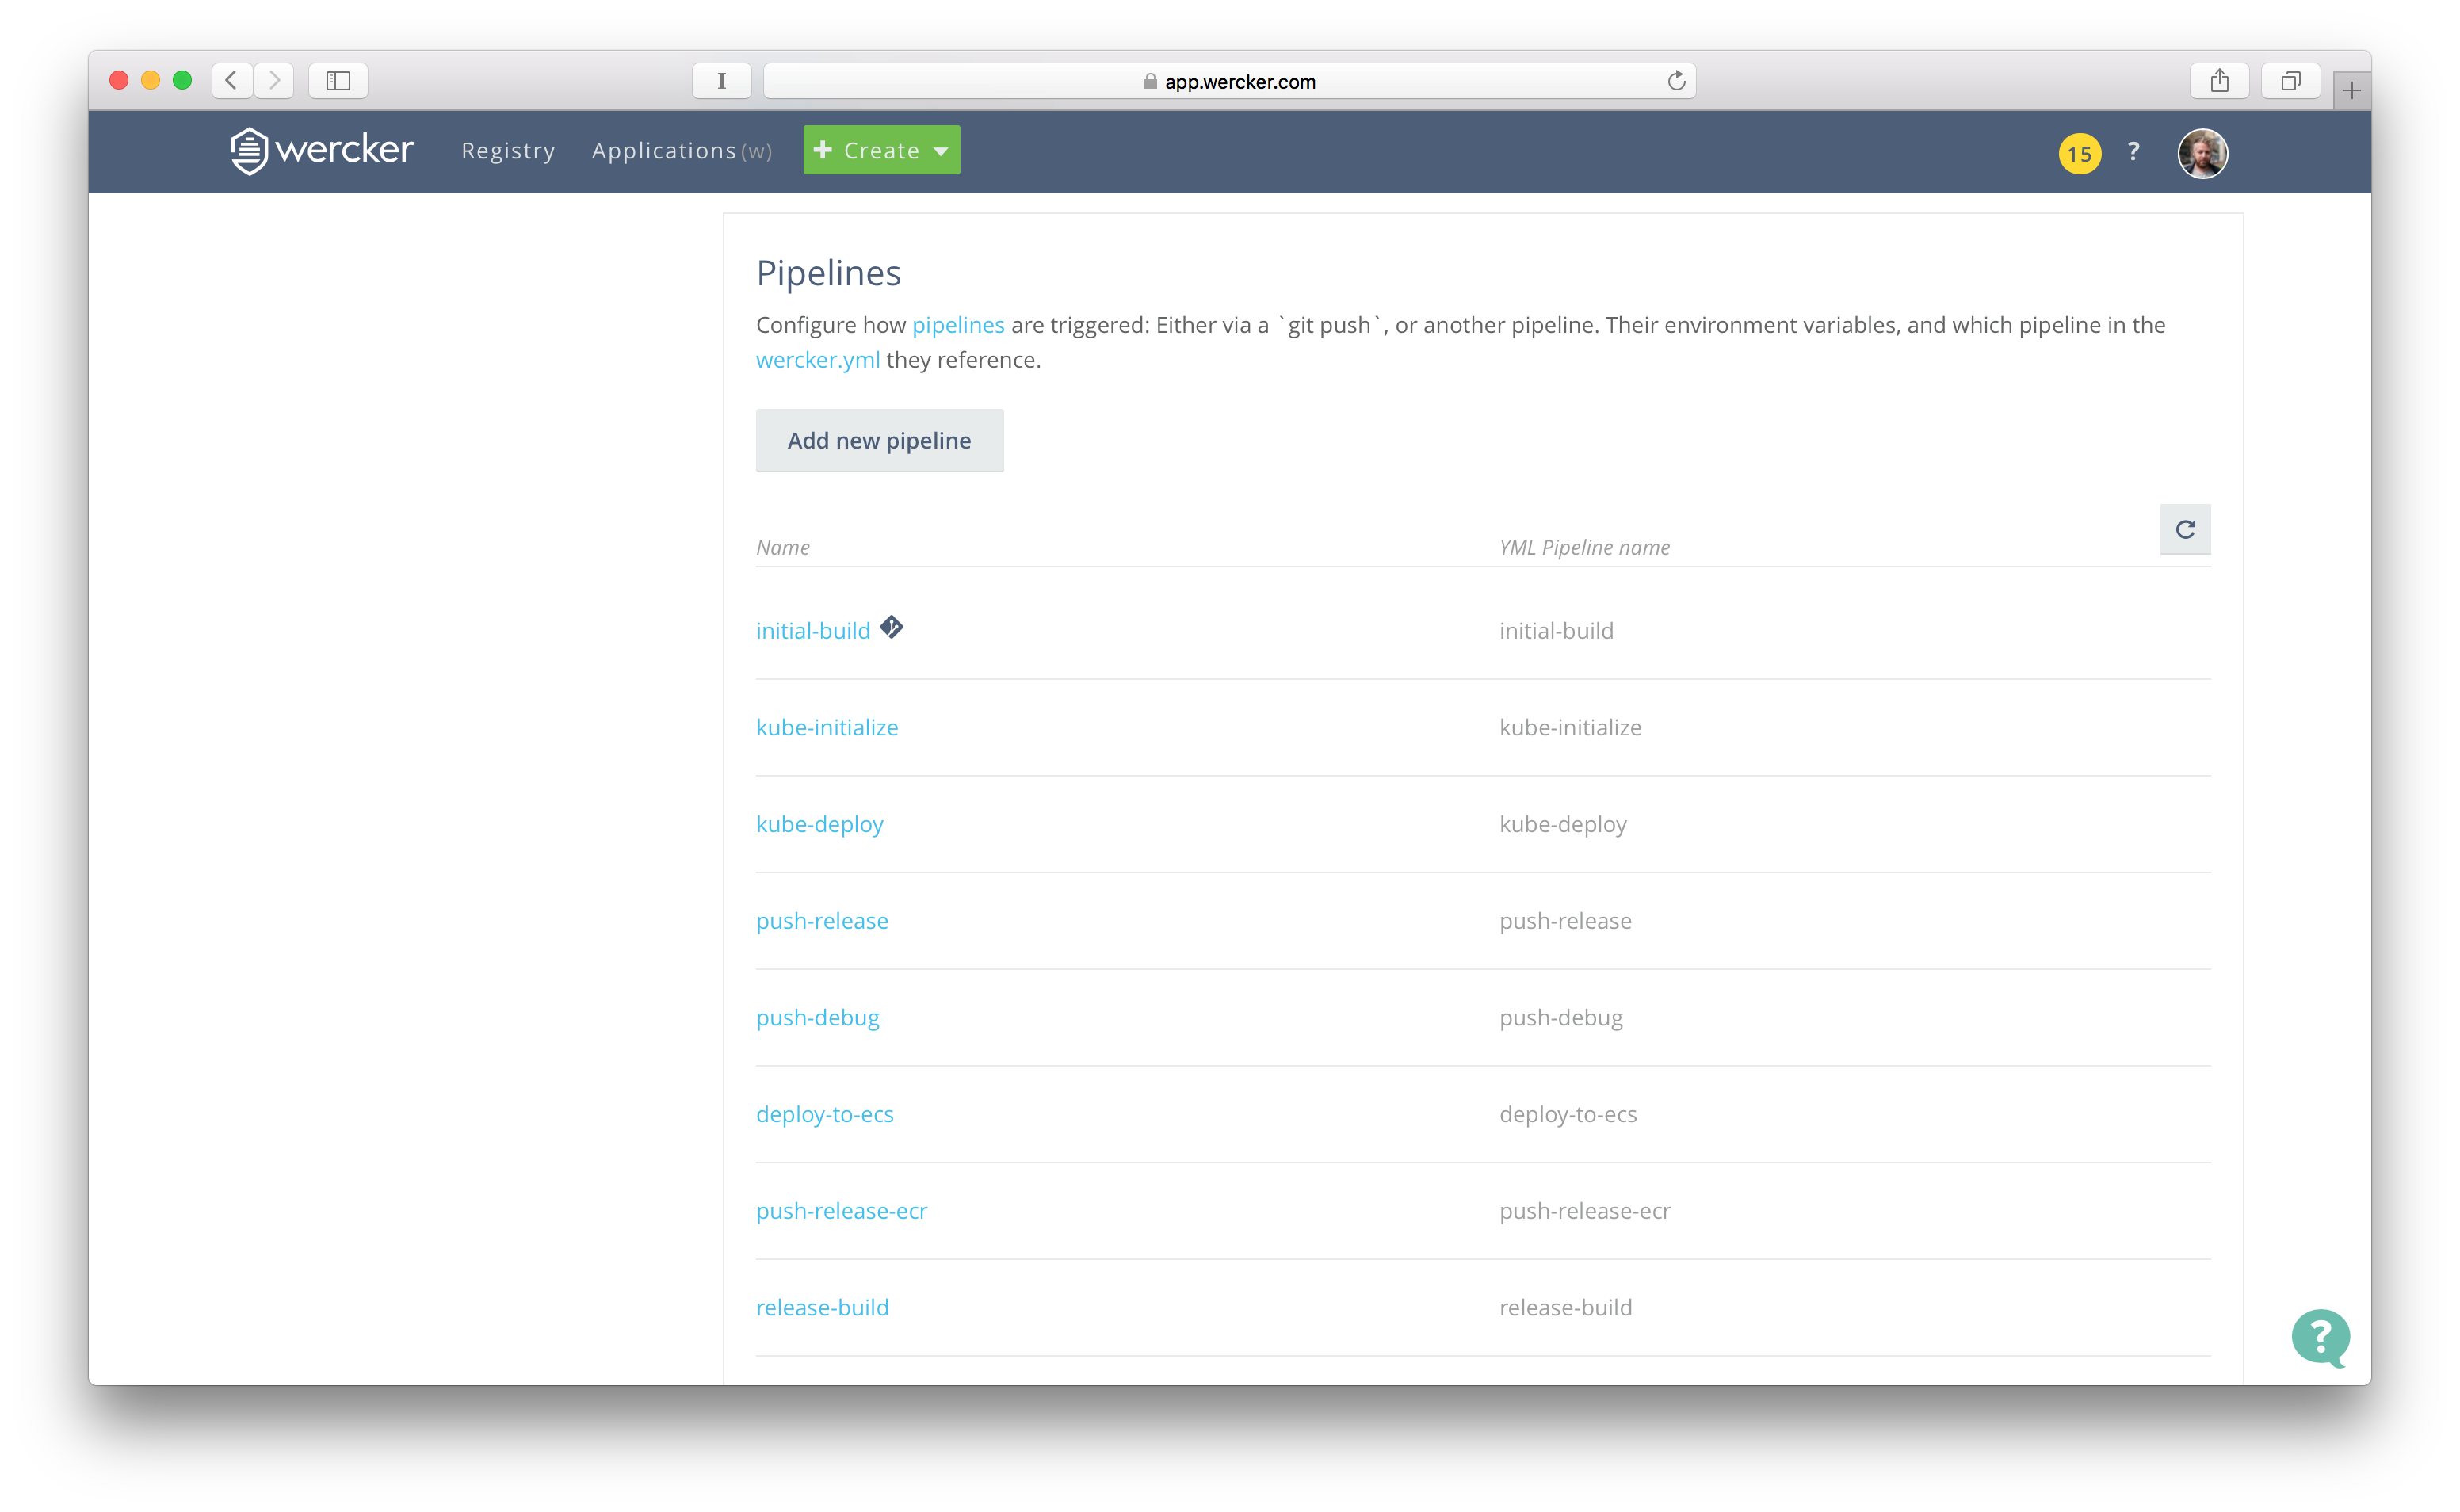 I
app.wercker.com
wercker Registry Applications (w) + Create 15 ?
Pipelines
Configure how pipelines are triggered: Either via a `git push`, or another pipeline. Their environment variables, and which pipeline in the
wercker.yml they reference.
Add new pipeline
Name YML Pipeline name
initial-build initial-build
kube-initialize kube-initialize
kube-deploy kube-deploy
push-release push-release
push-debug push-debug
deploy-to-ecs deploy-to-ecs
push-release-ecr push-release-ecr
release-build release-build
?